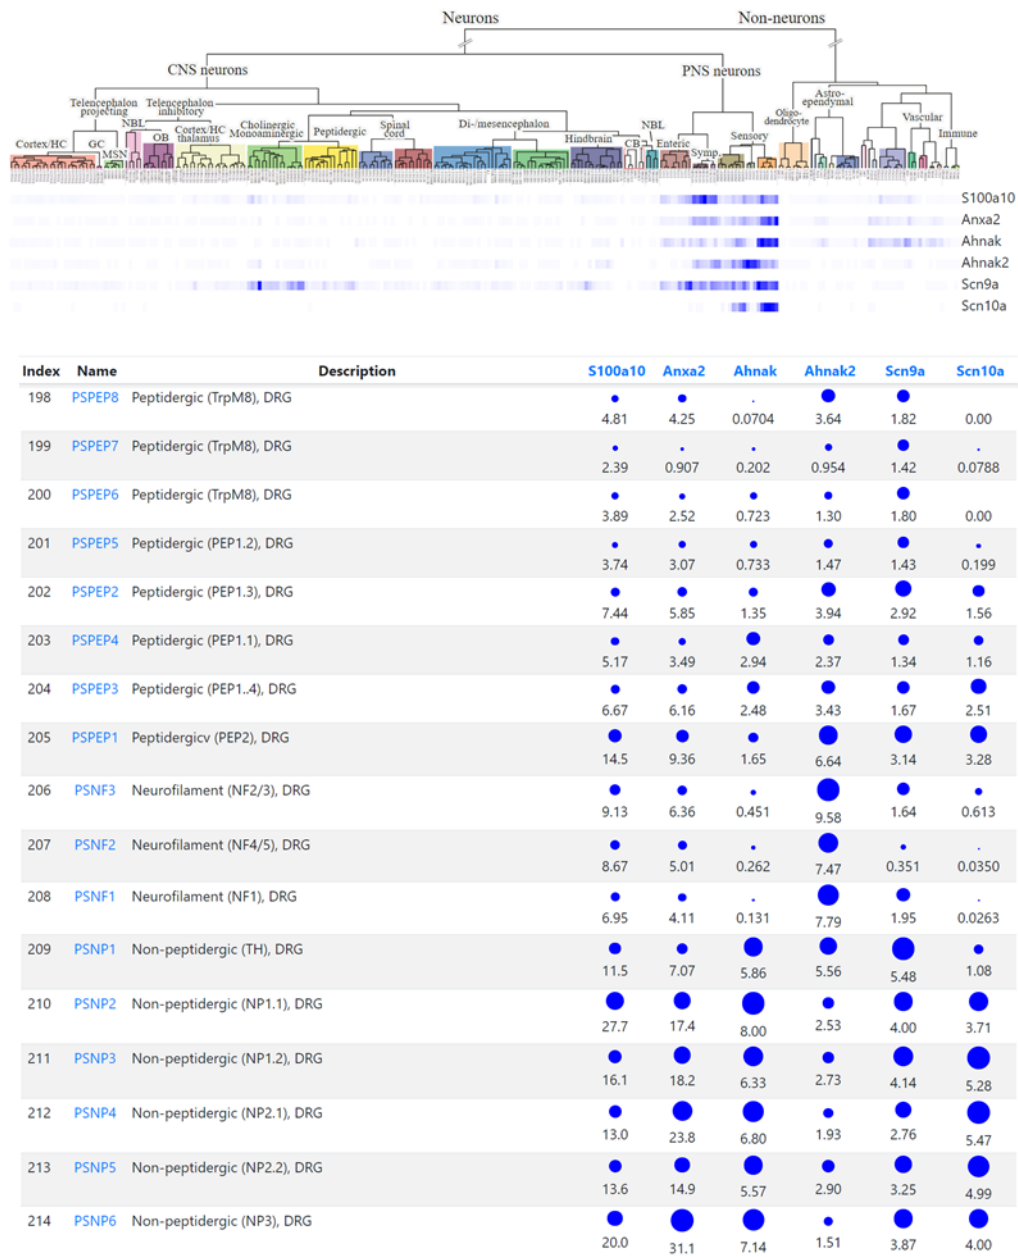 Neurons Non-neurons
CNS neurons PNS neurons
Telencephalon projecting Telencephalon inhibitory Astro-ependymal
NBL Cortex/HC thalamus Cholinergic Monoaminergic Peptidergic Spinal cord Di-/mesencephalon NBL Oligo-dendrocyte Vascular
Cortex/HC GC MSN OB Hindbrain CB Enteric Symp. Sensory Immune
S100a10
Anxa2
Ahnak
Ahnak2
Scn9a
Scn10a
Index Name Description S100a10 Anxa2 Ahnak Ahnak2 Scn9a Scn10a
198 PSPEP8 Peptidergic (TrpM8), DRG
4.81 4.25 0.0704 3.64 1.82 0.00
199 PSPEP7 Peptidergic (TrpM8), DRG
2.39 0.907 0.202 0.954 1.42 0.0788
200 PSPEP6 Peptidergic (TrpM8), DRG
3.89 2.52 0.723 1.30 1.80 0.00
201 PSPEP5 Peptidergic (PEP1.2), DRG
3.74 3.07 0.733 1.47 1.43 0.199
202 PSPEP2 Peptidergic (PEP1.3), DRG
7.44 5.85 1.35 3.94 2.92 1.56
203 PSPEP4 Peptidergic (PEP1.1), DRG
5.17 3.49 2.94 2.37 1.34 1.16
204 PSPEP3 Peptidergic (PEP1..4), DRG
6.67 6.16 2.48 3.43 1.67 2.51
205 PSPEP1 Peptidergicv (PEP2), DRG
14.5 9.36 1.65 6.64 3.14 3.28
206 PSNF3 Neurofilament (NF2/3), DRG
9.13 6.36 0.451 9.58 1.64 0.613
207 PSNF2 Neurofilament (NF4/5), DRG
8.67 5.01 0.262 7.47 0.351 0.0350
208 PSNF1 Neurofilament (NF1), DRG
6.95 4.11 0.131 7.79 1.95 0.0263
209 PSNP1 Non-peptidergic (TH), DRG
11.5 7.07 5.86 5.56 5.48 1.08
210 PSNP2 Non-peptidergic (NP1.1), DRG
27.7 17.4 8.00 2.53 4.00 3.71
211 PSNP3 Non-peptidergic (NP1.2), DRG
16.1 18.2 6.33 2.73 4.14 5.28
212 PSNP4 Non-peptidergic (NP2.1), DRG
13.0 23.8 6.80 1.93 2.76 5.47
213 PSNP5 Non-peptidergic (NP2.2), DRG
13.6 14.9 5.57 2.90 3.25 4.99
214 PSNP6 Non-peptidergic (NP3), DRG
20.0 31.1 7.14 1.51 3.87 4.00